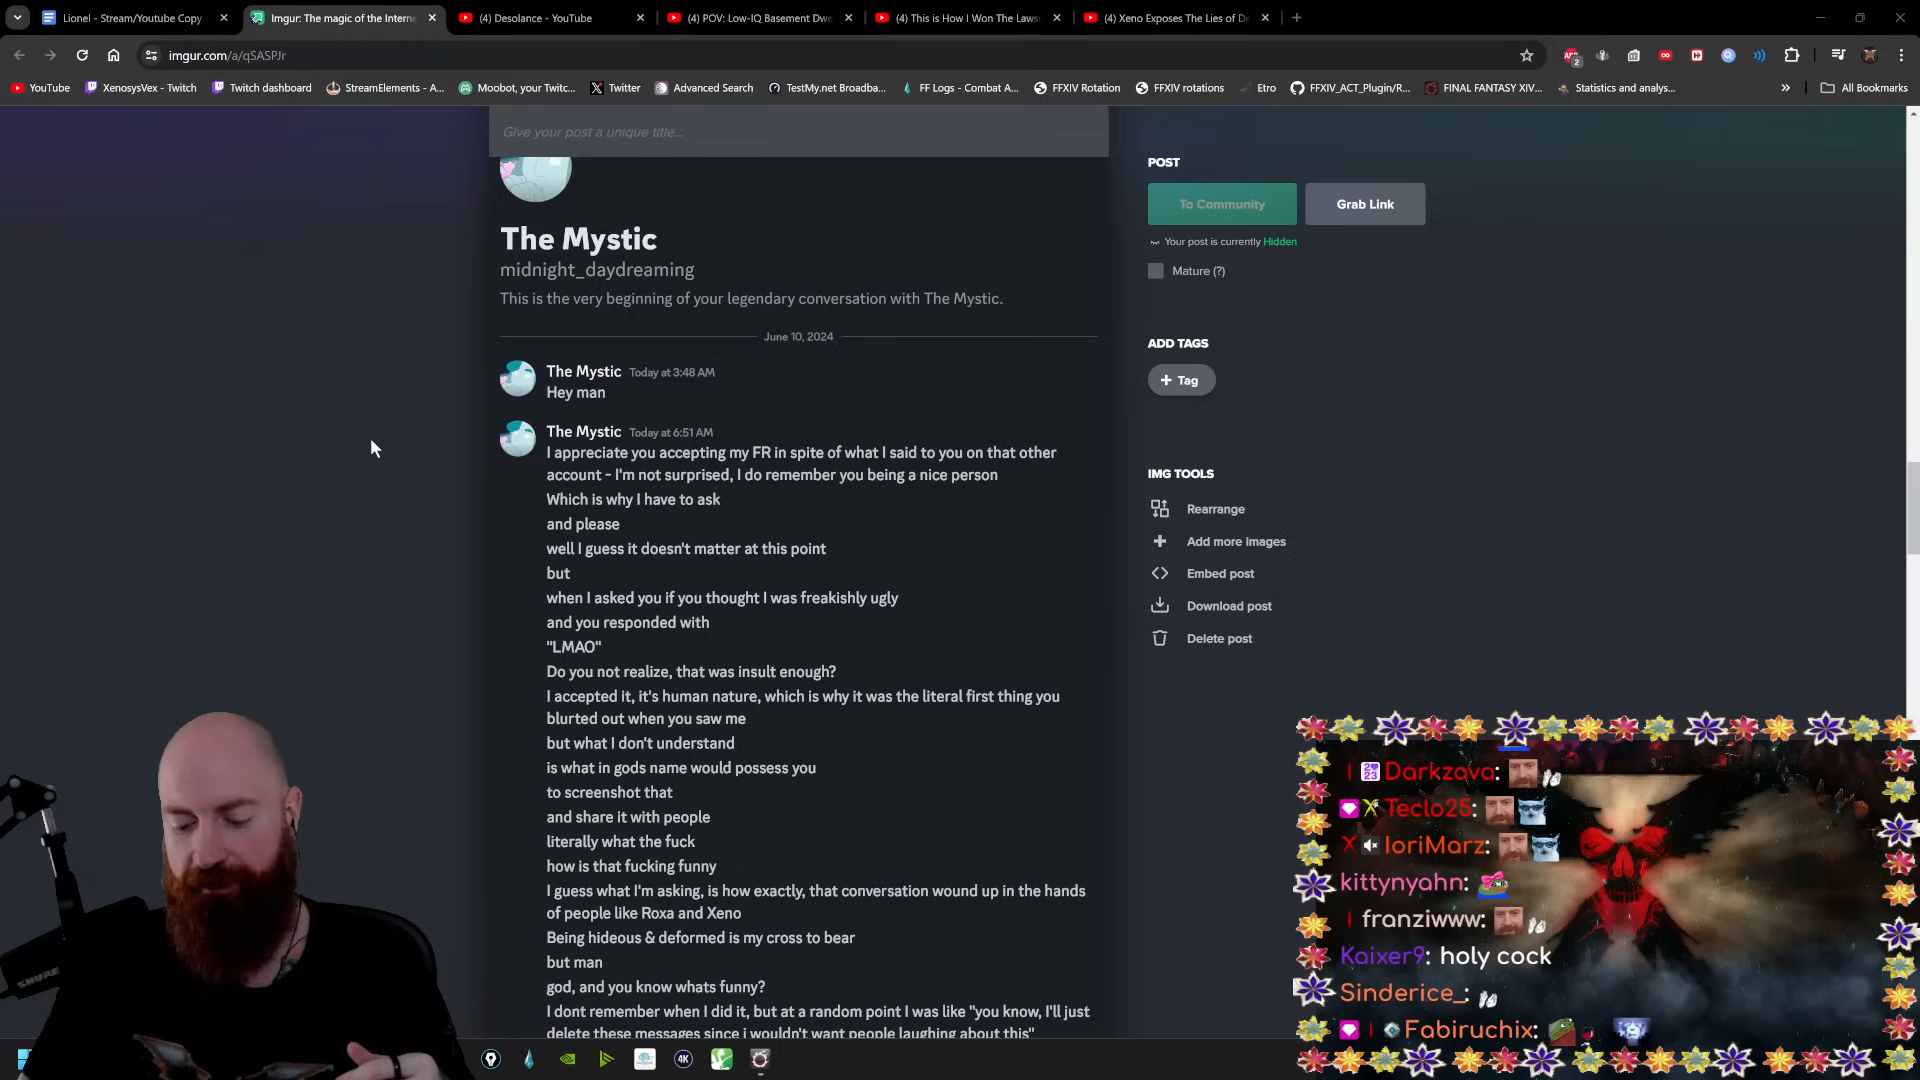 Lionel - Stream/Youtube Copy
Imgur: The magic of the Interne
(4) Desolance - YouTube
(4) POV: Low-IQ Basement Dwe
(4) This is How I Won The Lawsu
(4) Xeno Exposes The Lies of De
imgur.com/a/qSASPJr
YouTube
XenosysVex - Twitch
Twitch dashboard
StreamElements - A...
Moobot, your Twitc...
Twitter
Advanced Search
TestMy.net Broadba...
FF Logs - Combat A...
FFXIV Rotation
FFXIV rotations
Etro
FFXIV_ACT_Plugin/R...
FINAL FANTASY XIV...
Statistics and analys...
All Bookmarks
Give your post a unique title...
The Mystic
midnight_daydreaming
This is the very beginning of your legendary conversation with The Mystic.
June 10, 2024
The Mystic Today at 3:48 AM
Hey man
The Mystic Today at 6:51 AM
I appreciate you accepting my FR in spite of what I said to you on that other
account - I'm not surprised, I do remember you being a nice person
Which is why I have to ask
and please
well I guess it doesn't matter at this point
but
when I asked you if you thought I was freakishly ugly
and you responded with
"LMAO"
Do you not realize, that was insult enough?
I accepted it, it's human nature, which is why it was the literal first thing you
blurted out when you saw me
but what I don't understand
is what in gods name would possess you
to screenshot that
and share it with people
literally what the fuck
how is that fucking funny
I guess what I'm asking, is how exactly, that conversation wound up in the hands
of people like Roxa and Xeno
Being hideous & deformed is my cross to bear
but man
god, and you know whats funny?
I dont remember when I did it, but at a random point I was like "you know, I'll just
delete these messages since i wouldn't want people laughing about this"
POST
To Community
Grab Link
Your post is currently Hidden
Mature (?)
ADD TAGS
+ Tag
IMG TOOLS
Rearrange
Add more images
Embed post
Download post
Delete post
SHURE
Darkzava:
Teclo25:
IoriMarz:
kittynyahn:
franziwww:
Kaixer9: holy cock
Sinderice_:
Fabiruchix:
4K